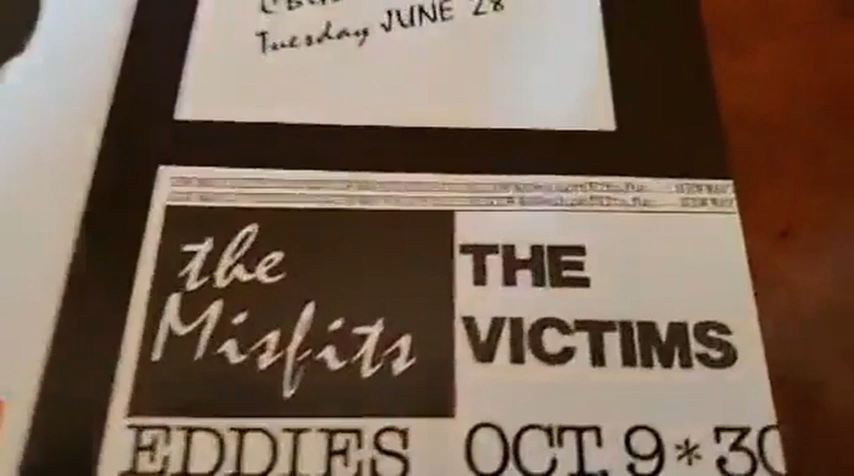 Tuesday JUNE 28
the
Misfits
THE
VICTIMS
EDDIES OCT. 9*30